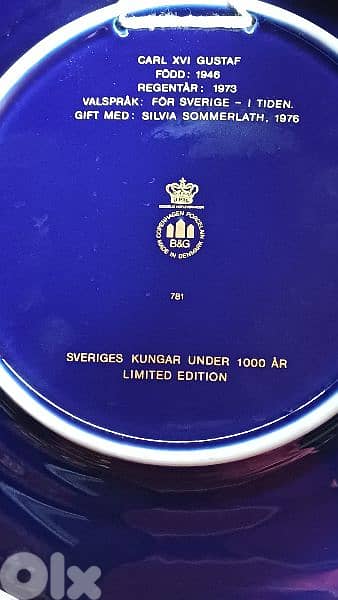 CARL XVI GUSTAF
FÖDD: 1946
REGENTÅR: 1973
VALSPRÅK: FÖR SVERIGE – I TIDEN.
GIFT MED: SILVIA SOMMERLATH, 1976
COPENHAGEN PORCELAIN
B&G
MADE IN DENMARK
781
SVERIGES KUNGAR UNDER 1000 ÅR
LIMITED EDITION
OLX